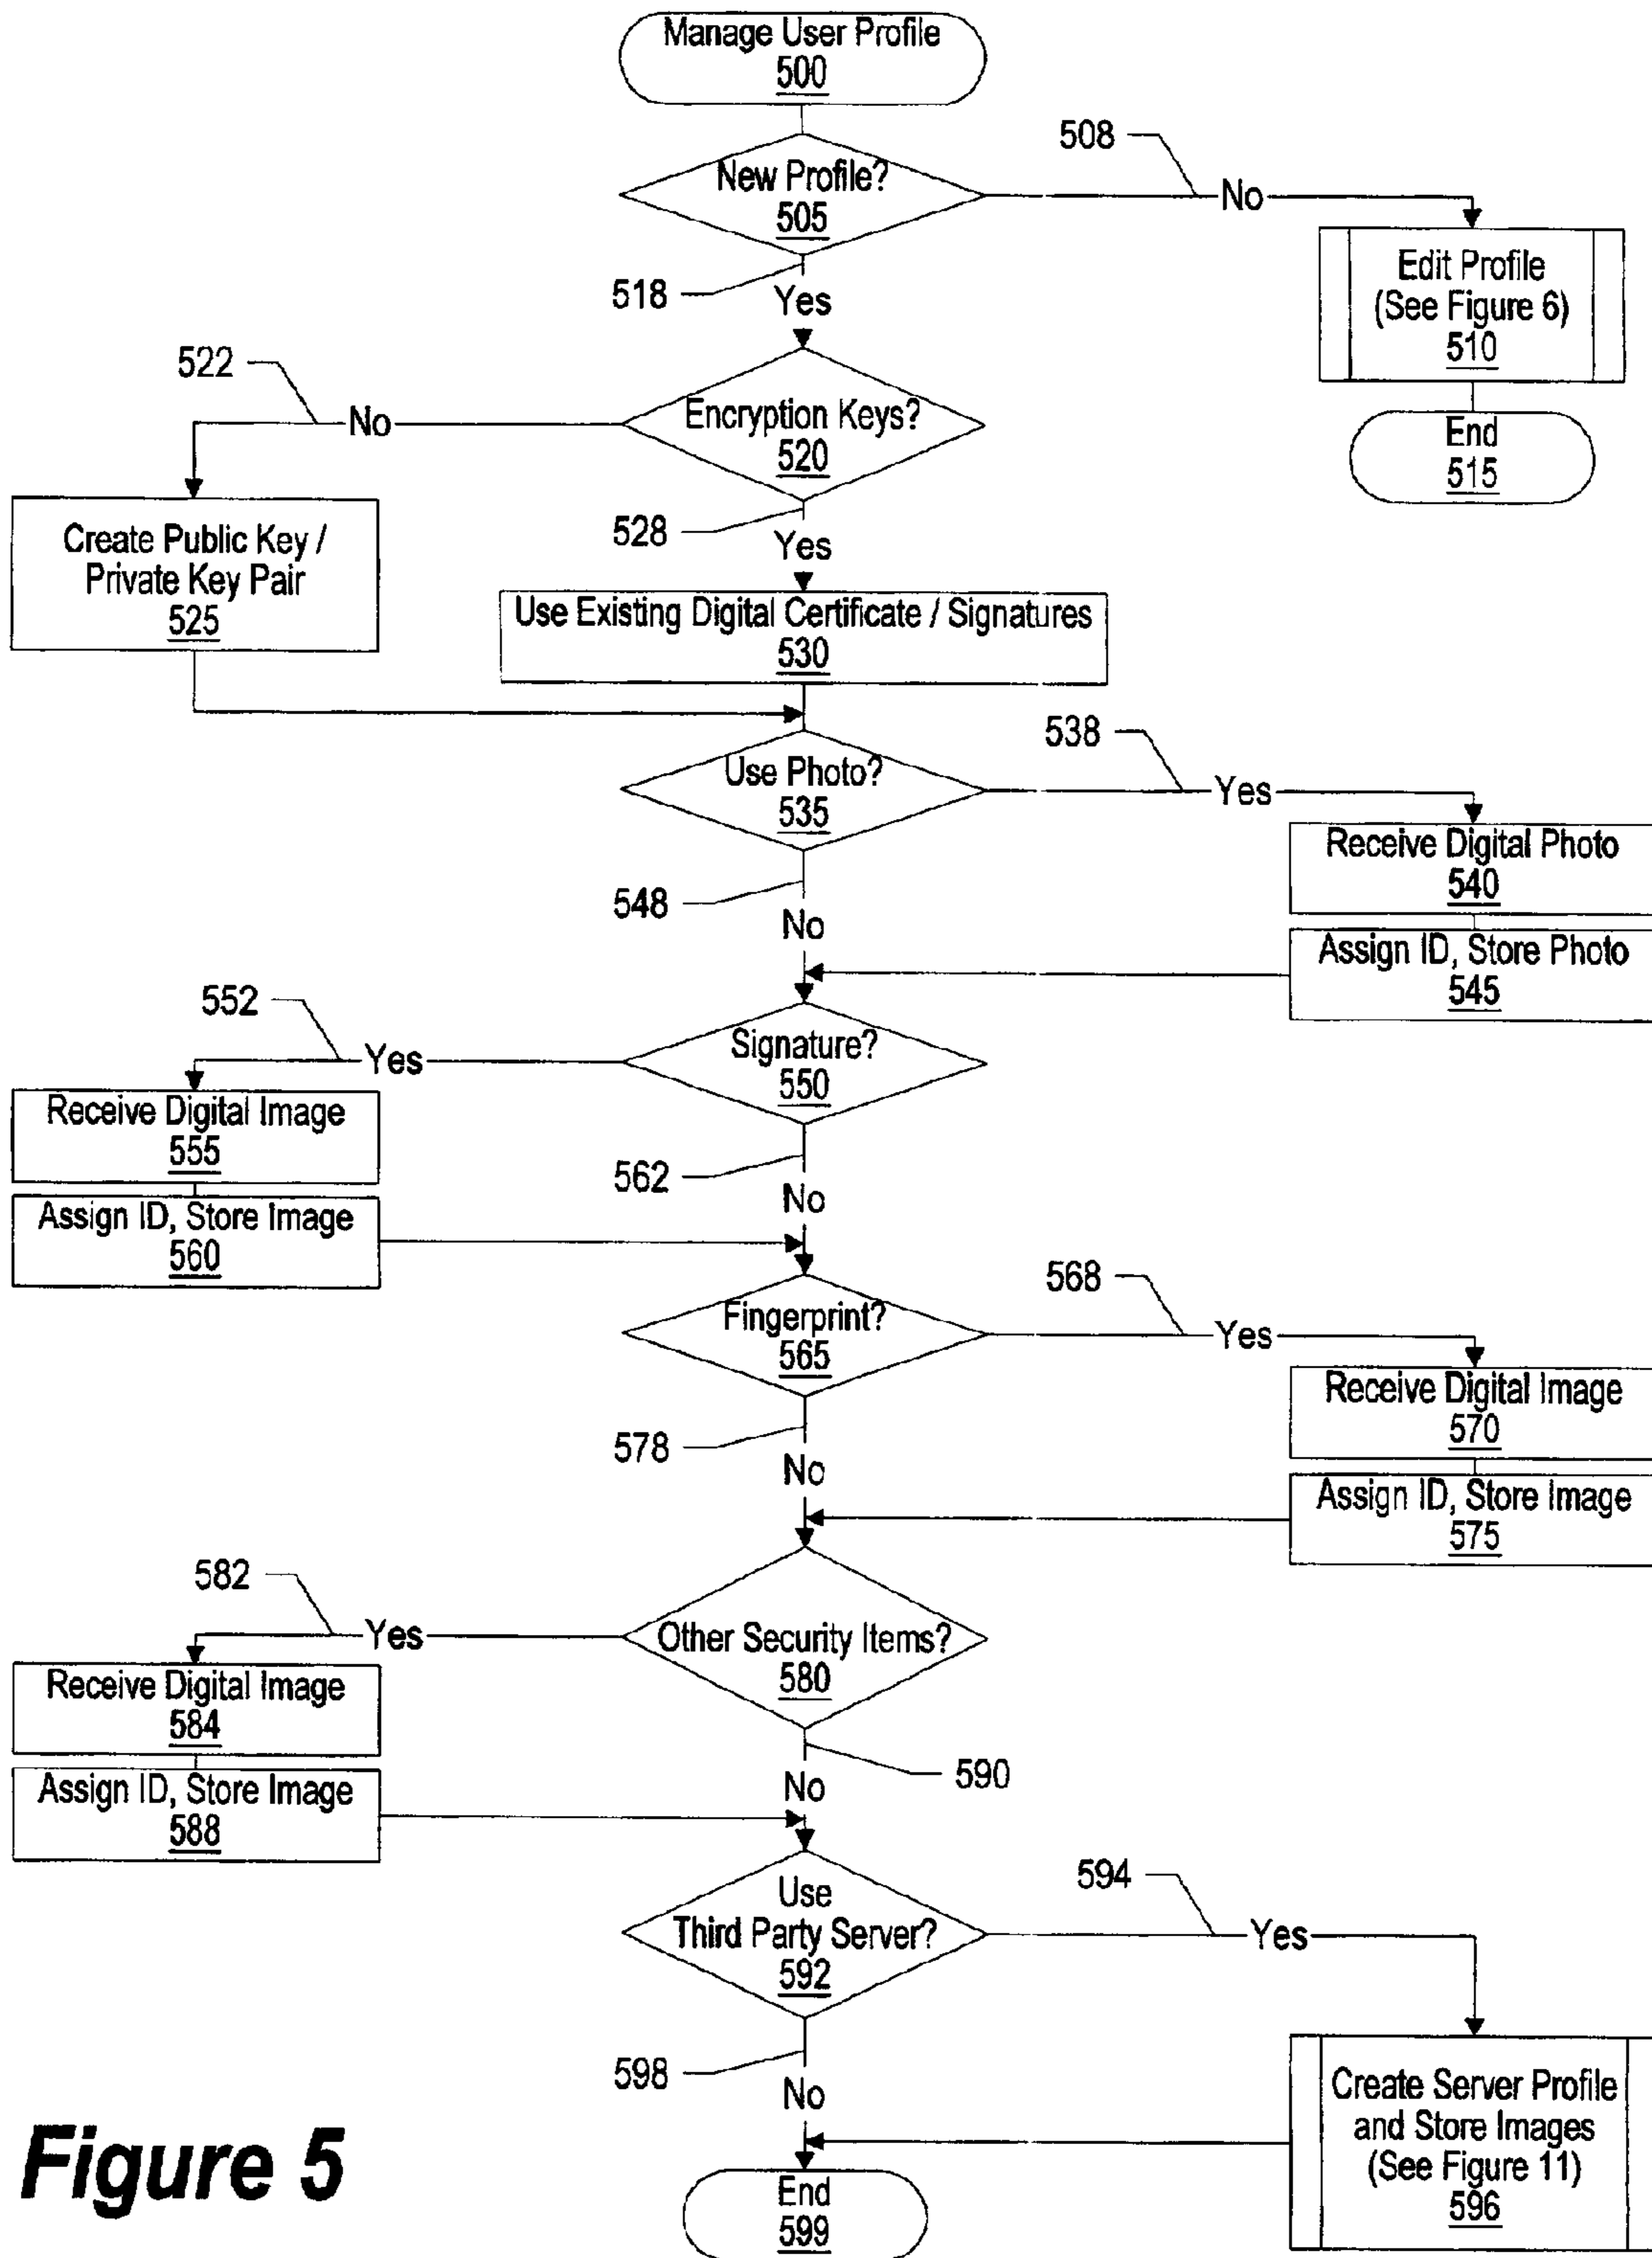 Manage User Profile
500
508
New Profile?
505
No
518
Yes
Edit Profile
(See Figure 6)
510
End
515
522
No
Encryption Keys?
520
528
Yes
Create Public Key /
Private Key Pair
525
Use Existing Digital Certificate / Signatures
530
538
Use Photo?
535
Yes
548
No
Receive Digital Photo
540
Assign ID, Store Photo
545
552
Yes
Signature?
550
Receive Digital Image
555
562
No
Assign ID, Store Image
560
568
Fingerprint?
565
Yes
578
No
Receive Digital Image
570
Assign ID, Store Image
575
582
Yes
Other Security Items?
580
Receive Digital Image
584
590
No
Assign ID, Store Image
588
594
Use
Third Party Server?
592
Yes
598
No
Create Server Profile
and Store Images
(See Figure 11)
596
Figure 5
End
599